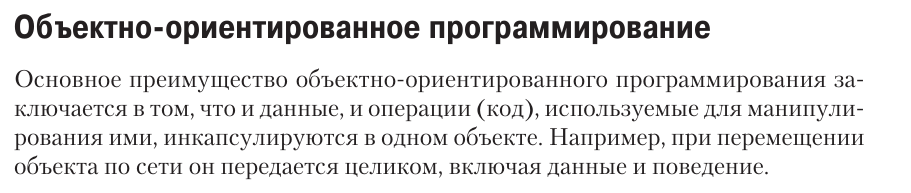 Объектно-ориентированное программирование
Основное преимущество объектно-ориентированного программирования за-
ключается в том, что и данные, и операции (код), используемые для манипули-
рования ими, инкапсулируются в одном объекте. Например, при перемещении
объекта по сети он передается целиком, включая данные и поведение.